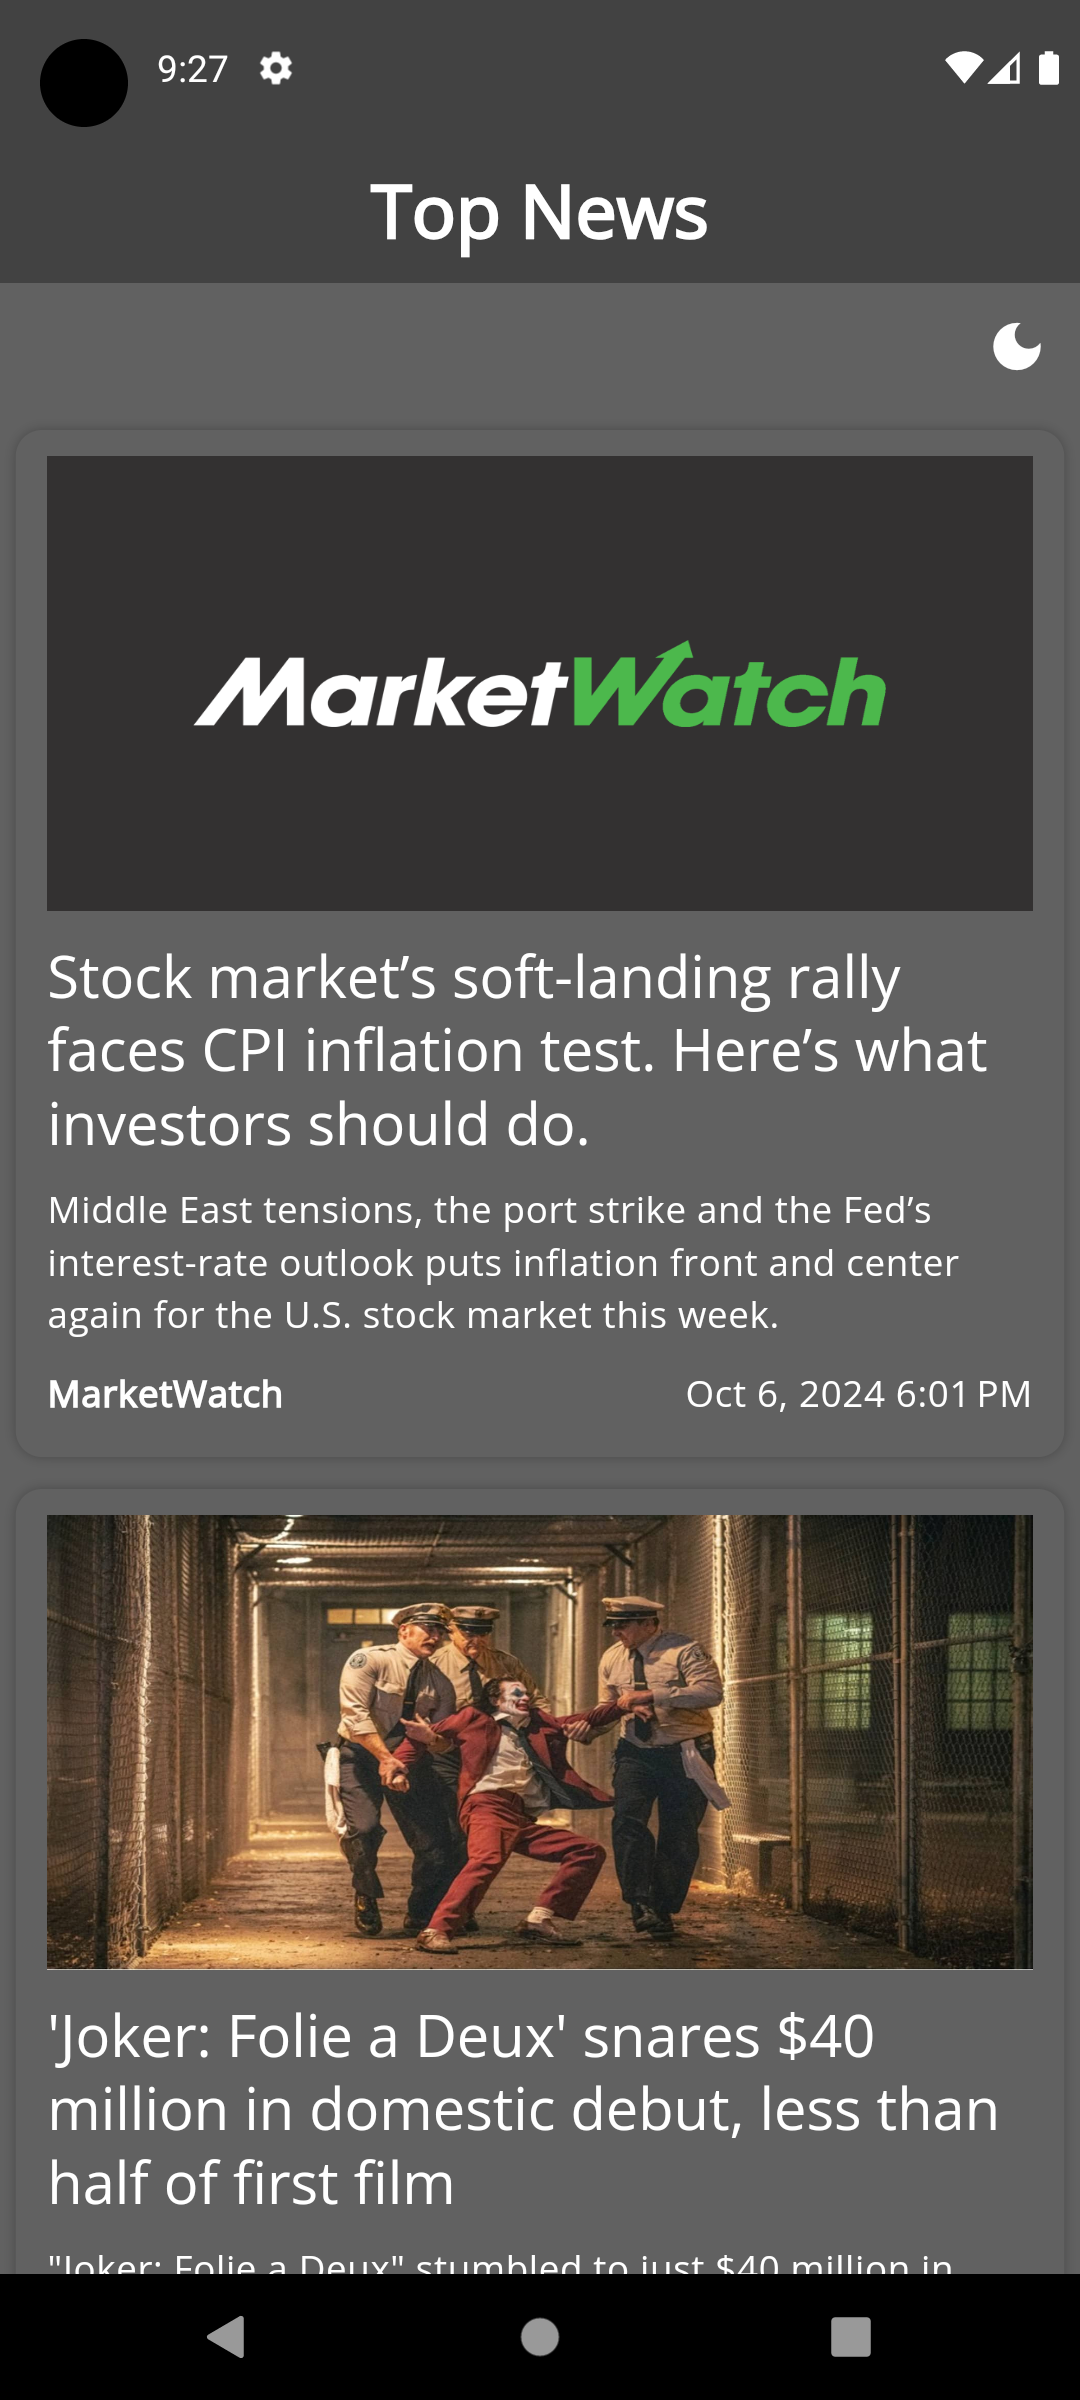 9:27
Top News
MarketWatch
Stock market’s soft-landing rally
faces CPI inflation test. Here’s what
investors should do.
Middle East tensions, the port strike and the Fed’s
interest-rate outlook puts inflation front and center
again for the U.S. stock market this week.
MarketWatch Oct 6, 2024 6:01 PM
'Joker: Folie a Deux' snares $40
million in domestic debut, less than
half of first film
"Joker: Folie a Deux" stumbled to just $40 million in